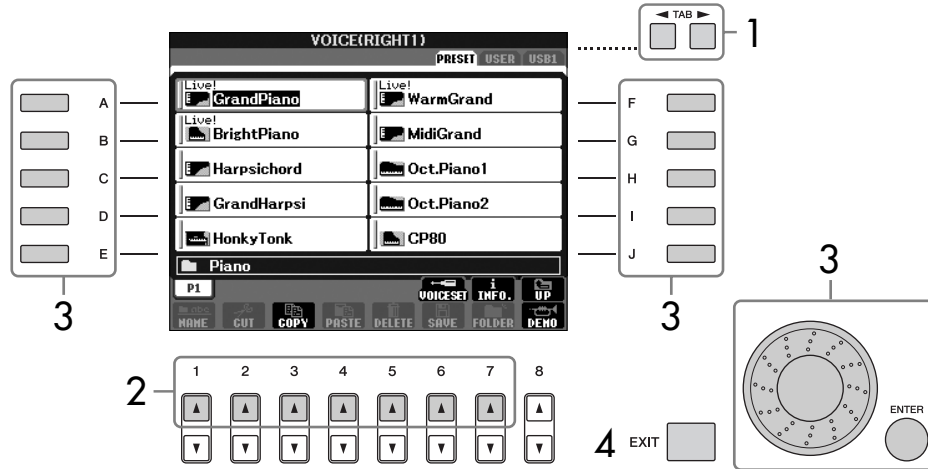 ◄ TAB ►
1
VOICE(RIGHT1)
PRESET USER USB1
A
B
C
D
E
3
Live!
GrandPiano
Live!
WarmGrand
Live!
BrightPiano
MidiGrand
Harpsichord
Oct.Piano1
GrandHarpsi
Oct.Piano2
HonkyTonk
CP80
Piano
P1
VOICESET
i
INFO.
UP
NAME CUT COPY PASTE DELETE SAVE FOLDER DEMO
F
G
H
I
J
3
3
2
1 2 3 4 5 6 7 8
4 EXIT
ENTER